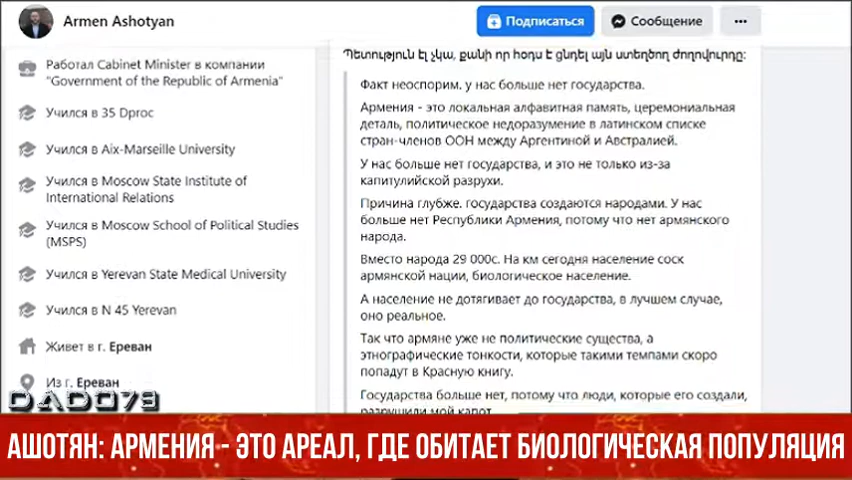 Armen Ashotyan
Подписаться
Сообщение
Работал Cabinet Minister в компании
"Government of the Republic of Armenia"
Учился в 35 Dproc
Учился в Aix-Marseille University
Учился в Moscow State Institute of
International Relations
Учился в Moscow School of Political Studies
(MSPS)
Учился в Yerevan State Medical University
Учился в N 45 Yerevan
Живет в г. Ереван
Из г. Ереван
Պետություն էլ չկա, քանի որ հօդս է ցնդել այն ստեղծող ժողովուրդը:
Факт неоспорим. у нас больше нет государства.
Армения - это локальная алфавитная память, церемониальная
деталь, политическое недоразумение в латинском списке
стран-членов ООН между Аргентиной и Австралией.
У нас больше нет государства, и это не только из-за
капитулийской разрухи.
Причина глубже. государства создаются народами. У нас
больше нет Республики Армения, потому что нет армянского
народа.
Вместо народа 29 000с. На км сегодня население соск
армянской нации, биологическое население.
А население не дотягивает до государства, в лучшем случае,
оно реальное.
Так что армяне уже не политические существа, а
этнографические тонкости, которые такими темпами скоро
попадут в Красную книгу.
Государства больше нет, потому что люди, которые его создали,
разрушили мой капот
DADO79
АШОТЯН: АРМЕНИЯ - ЭТО АРЕАЛ, ГДЕ ОБИТАЕТ БИОЛОГИЧЕСКАЯ ПОПУЛЯЦИЯ